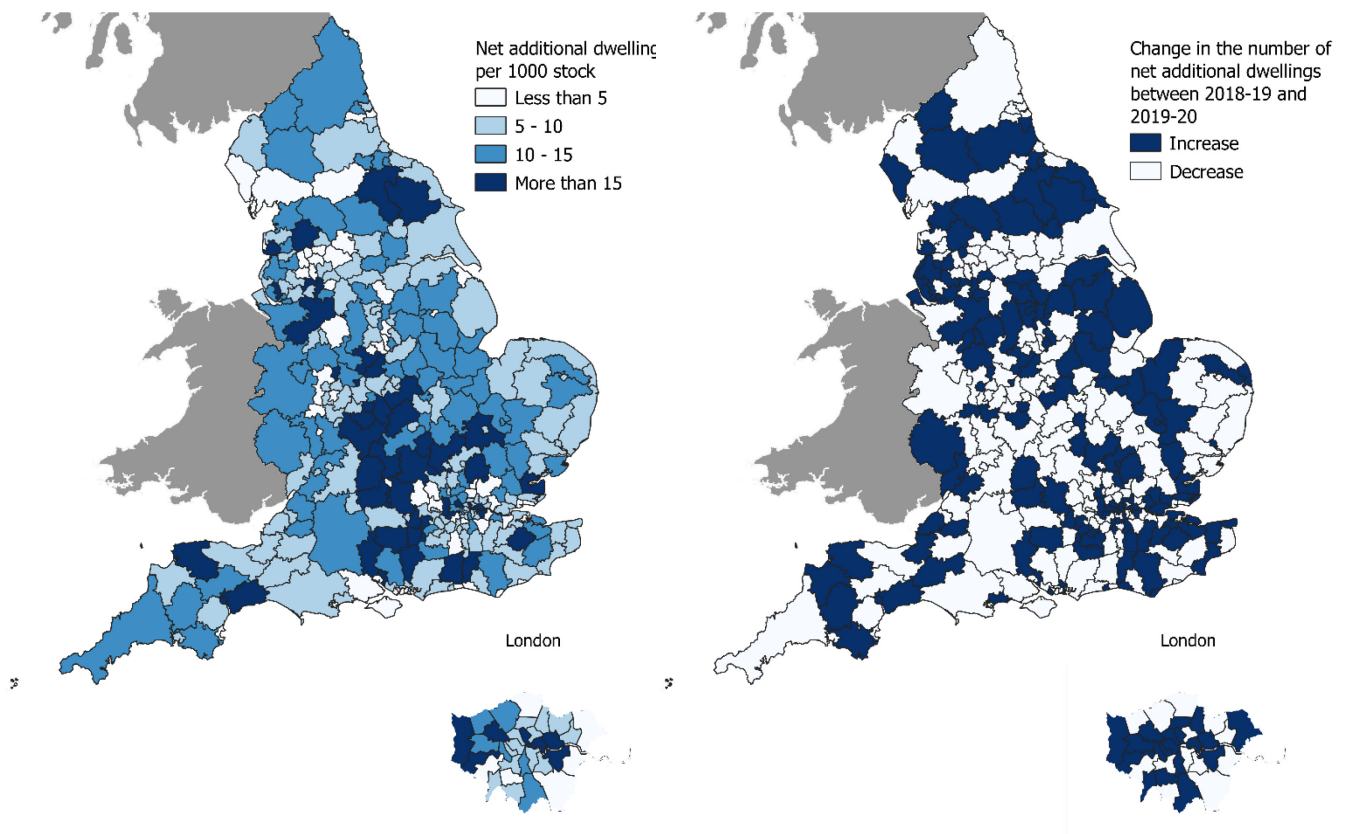 Net additional dwelling
per 1000 stock
Less than 5
5 - 10
10 - 15
More than 15
London
Change in the number of
net additional dwellings
between 2018-19 and
2019-20
Increase
Decrease
London